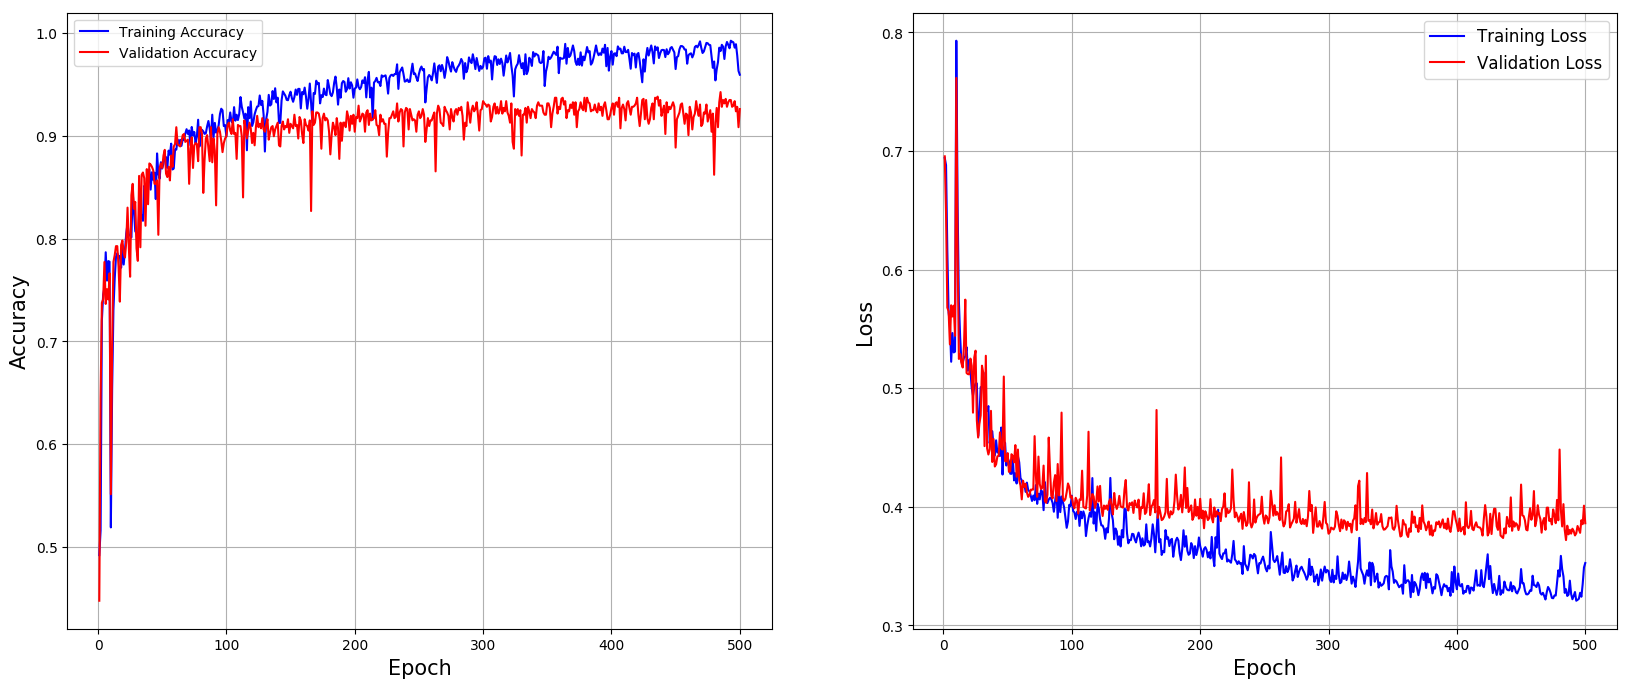 Training Accuracy
Validation Accuracy
1.0
0.9
0.8
0.7
0.6
0.5
Accuracy
0 100 200 300 400 500
Epoch
Training Loss
Validation Loss
0.8
0.7
0.6
0.5
0.4
0.3
Loss
0 100 200 300 400 500
Epoch